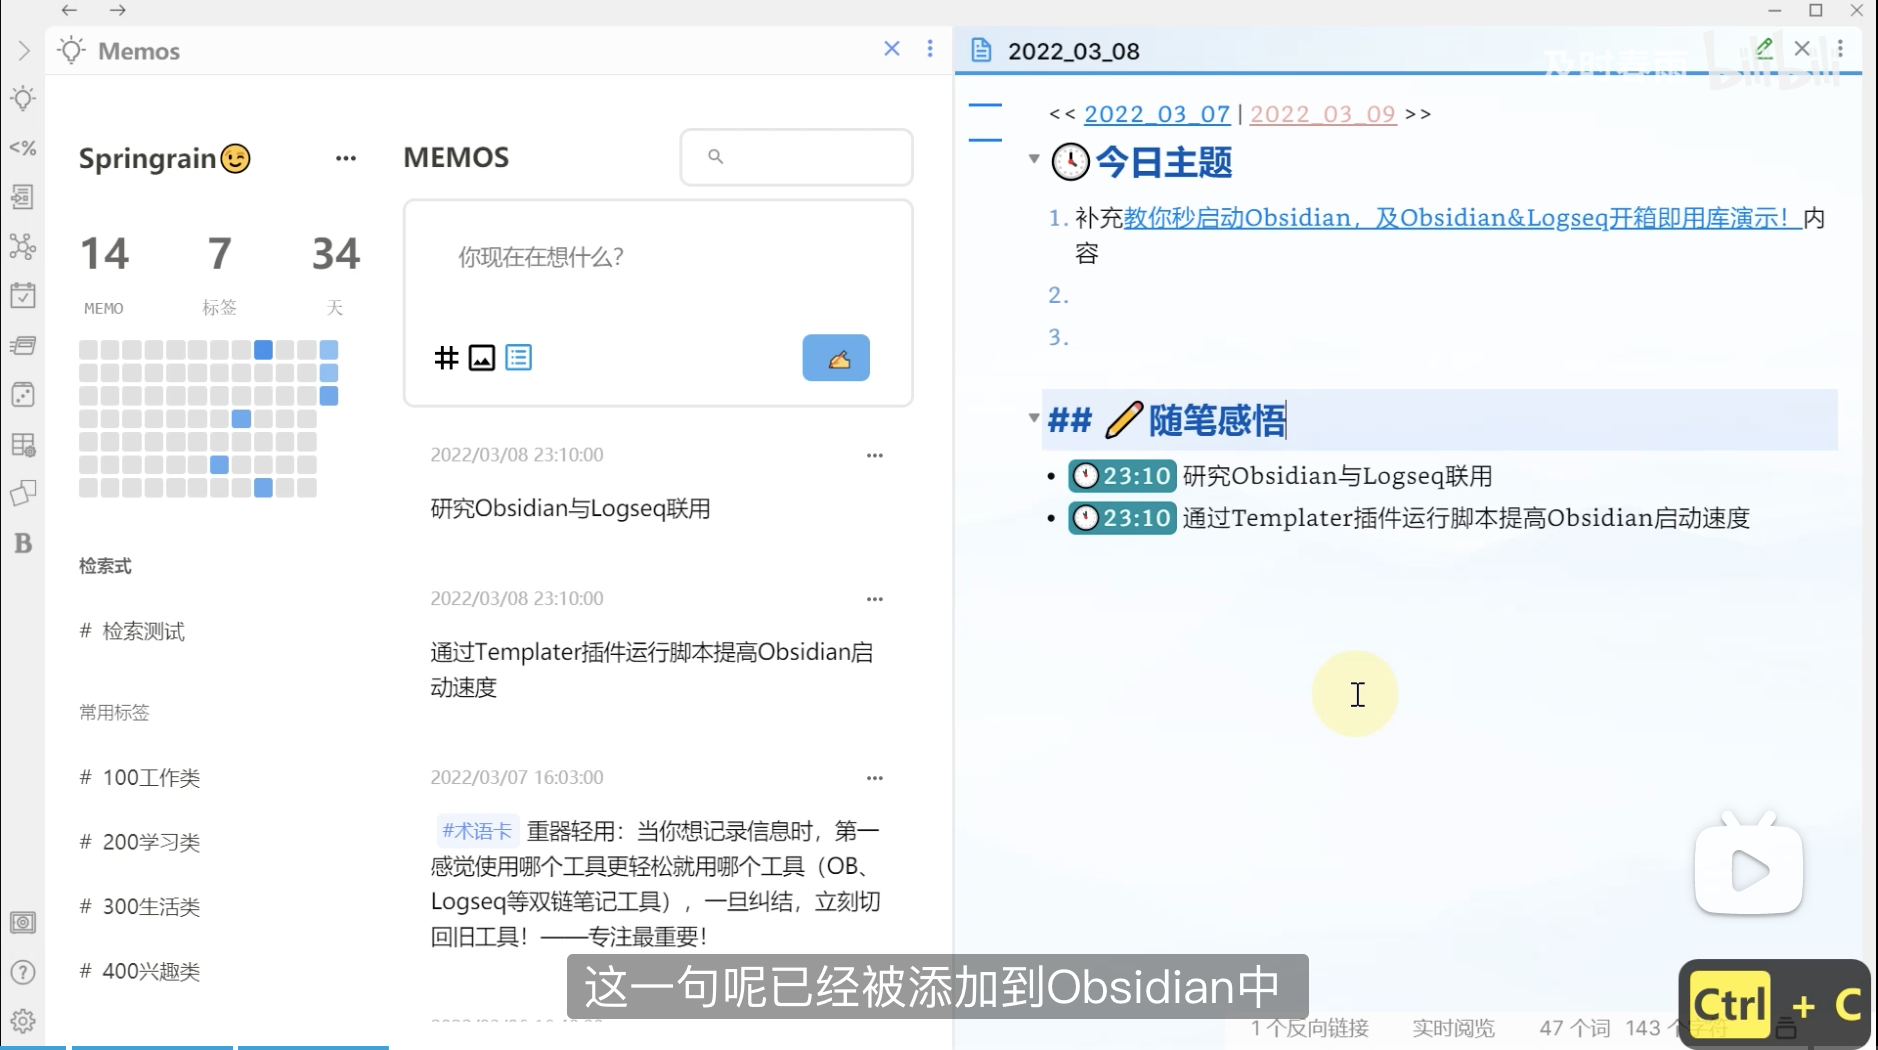 Memos
Springrain😉
···
14
7
34
MEMO
标签
天
检索式
# 检索测试
常用标签
# 100工作类
# 200学习类
# 300生活类
# 400兴趣类
MEMOS
你现在在想什么？
2022/03/08 23:10:00
研究Obsidian与Logseq联用
2022/03/08 23:10:00
通过Templater插件运行脚本提高Obsidian启
动速度
2022/03/07 16:03:00
#术语卡 重器轻用：当你想记录信息时，第一
感觉使用哪个工具更轻松就用哪个工具（OB、
Logseq等双链笔记工具），一旦纠结，立刻切
回旧工具！——专注最重要！
2022_03_08
及时春雨 bilibili
<< 2022_03_07 | 2022_03_09 >>
🕓今日主题
1. 补充教你秒启动Obsidian，及Obsidian&Logseq开箱即用库演示！内
容
2.
3.
## ✏️随笔感悟
• 23:10 研究Obsidian与Logseq联用
• 23:10 通过Templater插件运行脚本提高Obsidian启动速度
这一句呢已经被添加到Obsidian中
1 个反向链接 实时阅览 47 个词 143 个字符
Ctrl + C